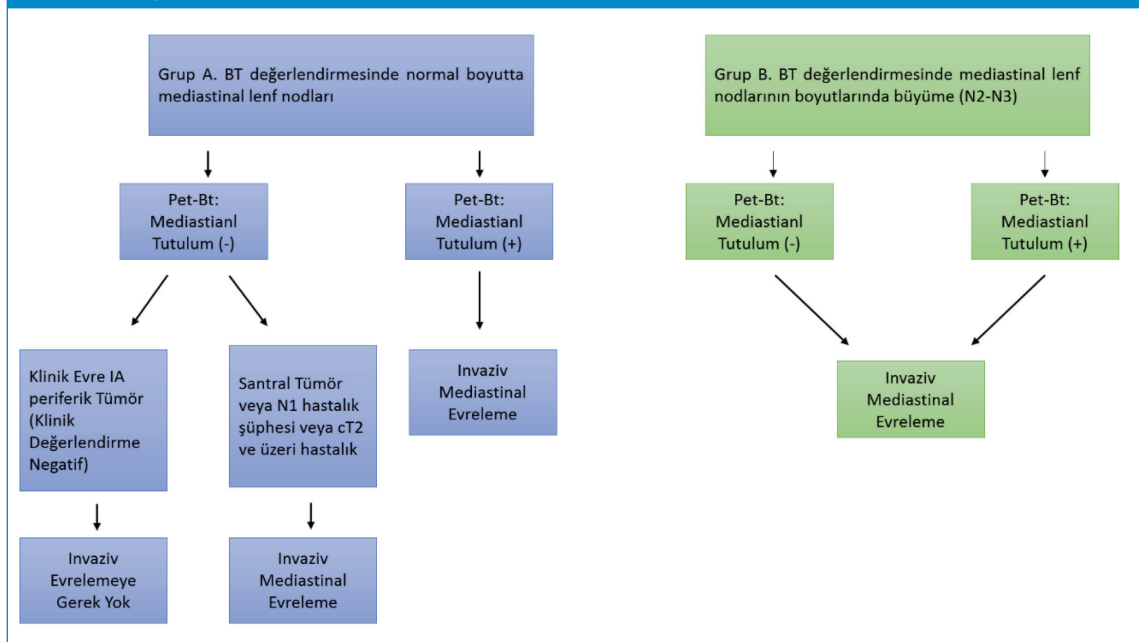 Grup A. BT değerlendirmesinde normal boyutta
mediastinal lenf nodları
Grup B. BT değerlendirmesinde mediastinal lenf
nodlarının boyutlarında büyüme (N2-N3)
Pet-Bt:
Mediastianl
Tutulum (-)
Pet-Bt:
Mediastianl
Tutulum (+)
Pet-Bt:
Mediastianl
Tutulum (-)
Pet-Bt:
Mediastianl
Tutulum (+)
Klinik Evre IA
periferik Tümör
(Klinik
Değerlendirme
Negatif)
Santral Tümör
veya N1 hastalık
şüphesi veya cT2
ve üzeri hastalık
Invaziv
Mediastinal
Evreleme
Invaziv
Mediastinal
Evreleme
Invaziv
Evrelemeye
Gerek Yok
Invaziv
Mediastinal
Evreleme